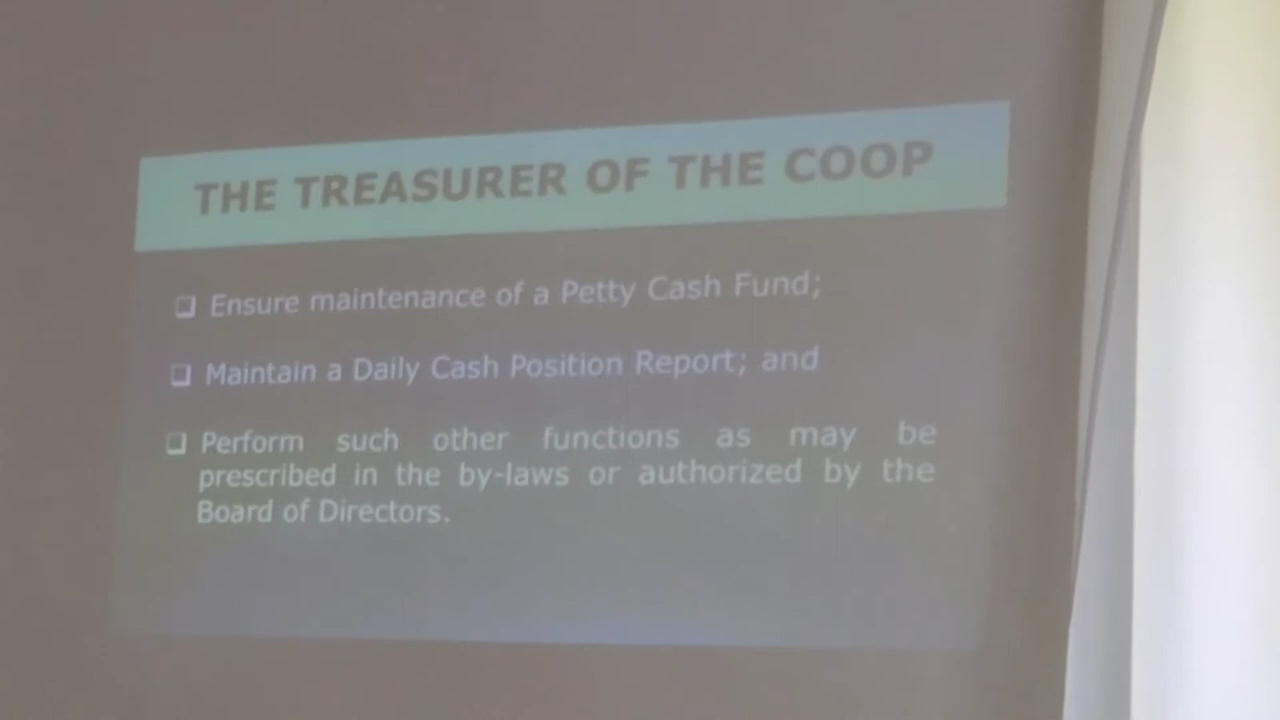 THE TREASURER OF THE COOP
❑ Ensure maintenance of a Petty Cash Fund;
❑ Maintain a Daily Cash Position Report; and
❑ Perform such other functions as may be
prescribed in the by-laws or authorized by the
Board of Directors.